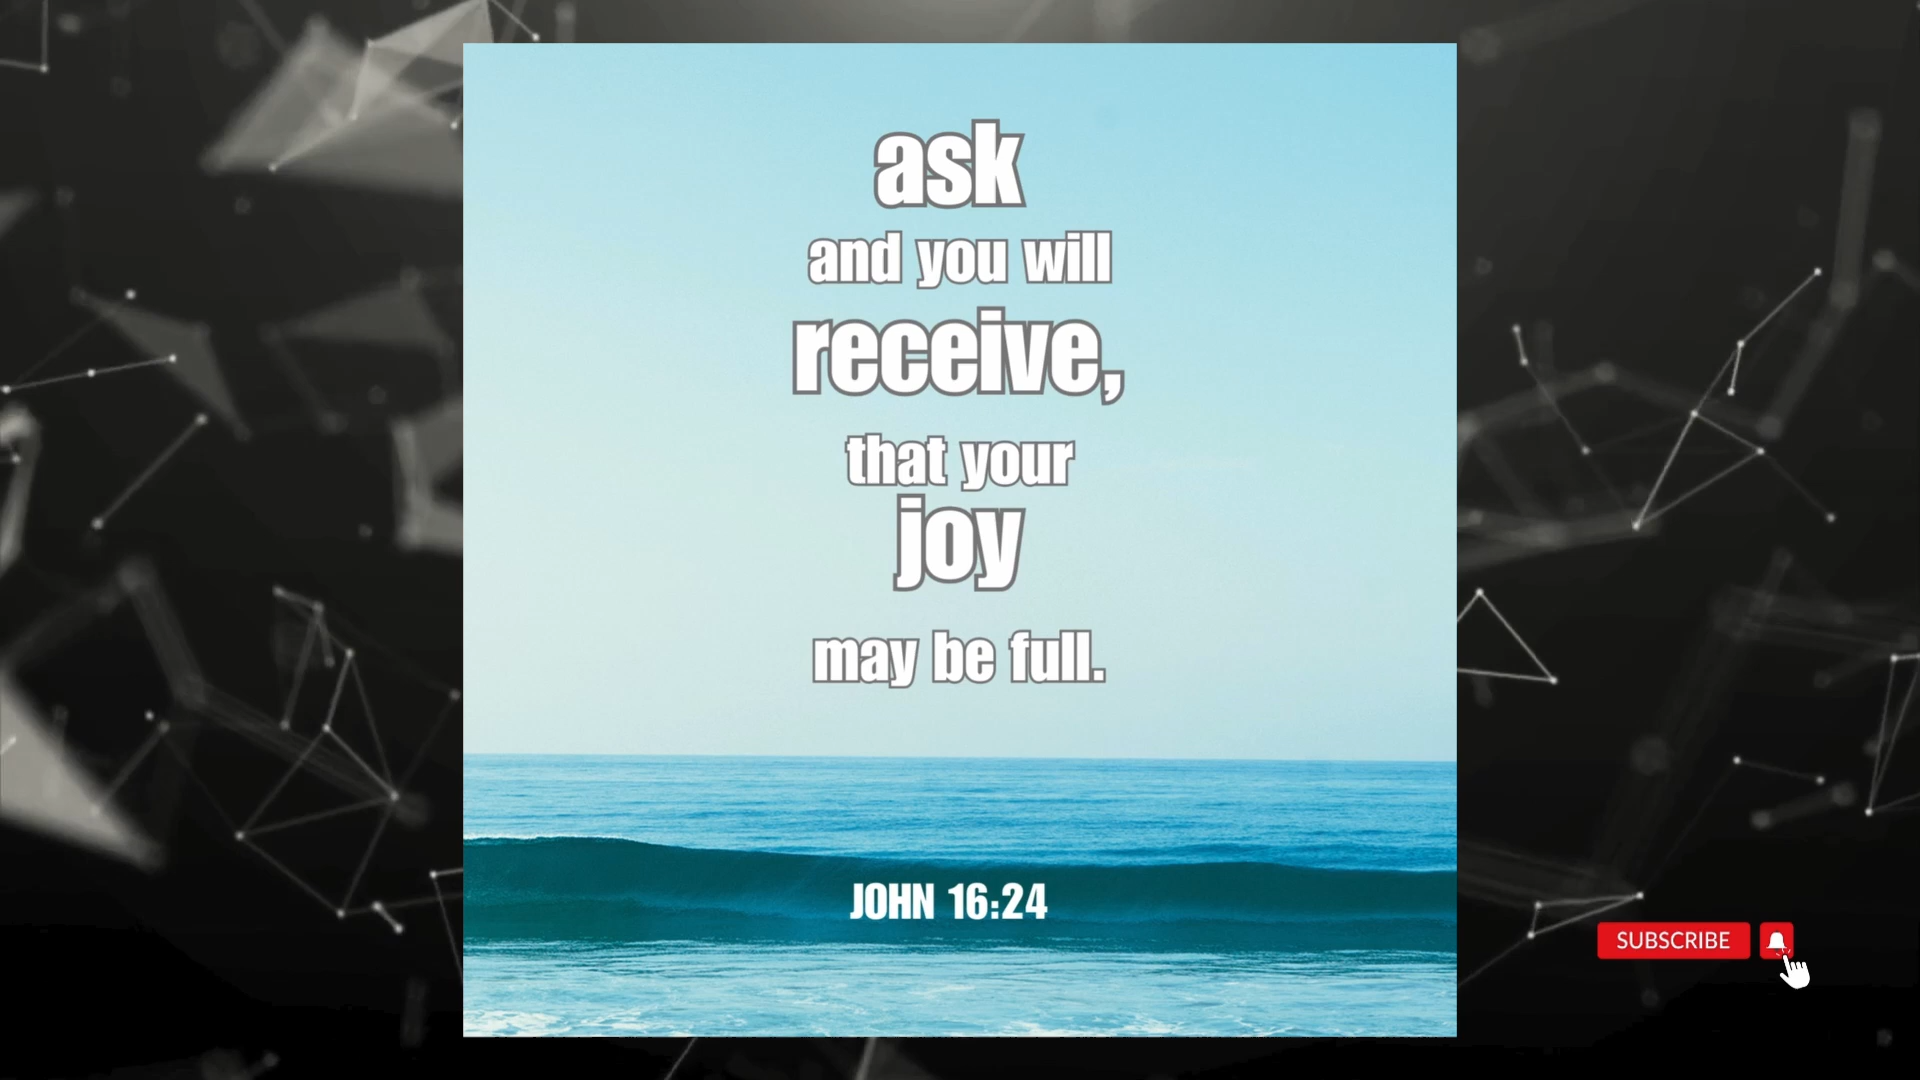 ask
and you will
receive,
that your
joy
may be full.
JOHN 16:24
SUBSCRIBE